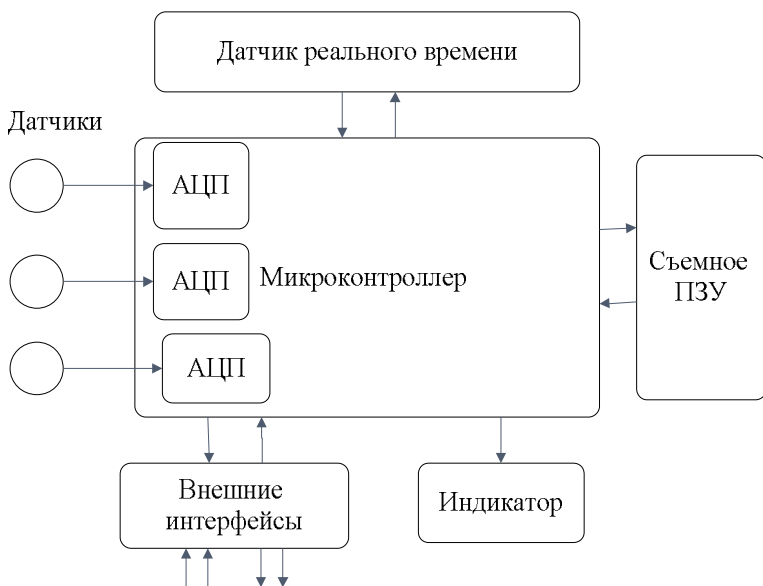 Датчик реального времени
Датчики
АЦП
АЦП
Микроконтроллер
АЦП
Съемное
ПЗУ
Внешние
интерфейсы
Индикатор